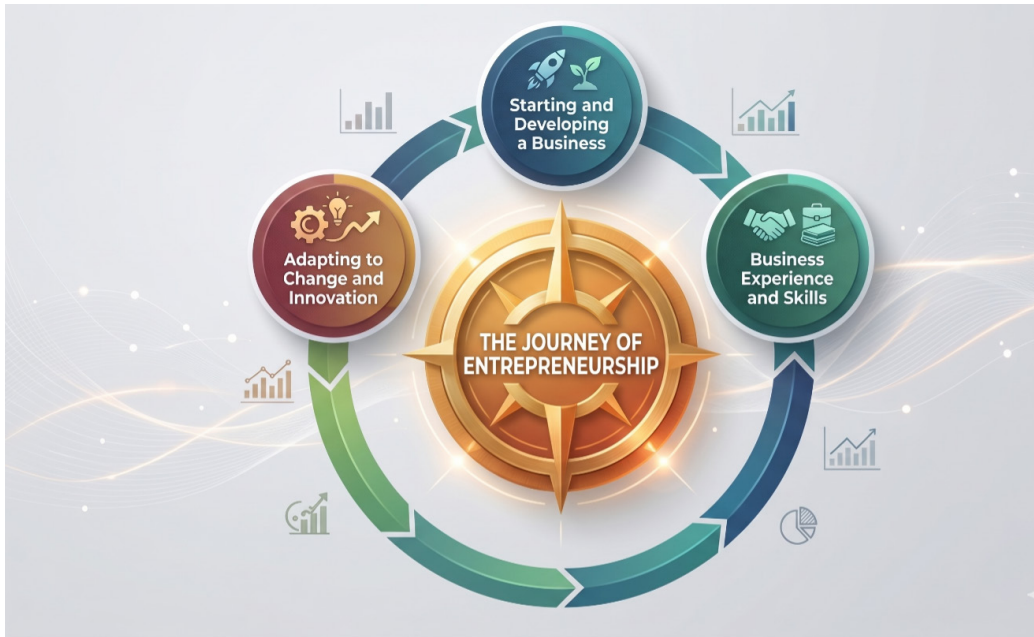 Starting and
Developing
a Business
Adapting to
Change and
Innovation
Business
Experience
and Skills
THE JOURNEY OF
ENTREPRENEURSHIP